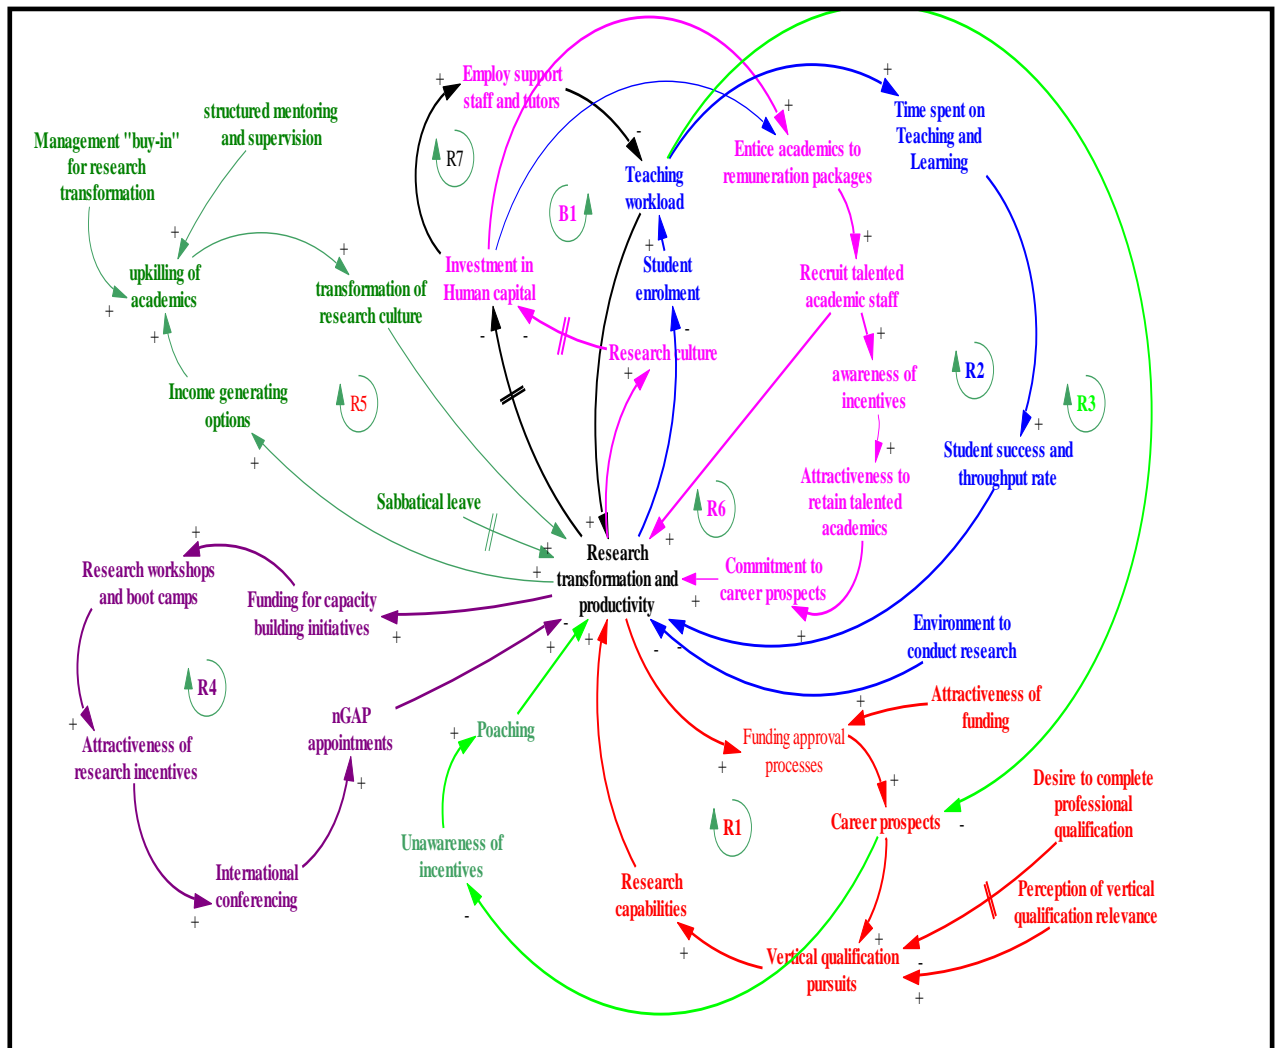 Employ support
staff and tutors
structured mentoring
and supervision
Management "buy-in"
for research
transformation
R7
Time spent on
Teaching and
Learning
Entice academics to
remuneration packages
Teaching
workload
B1
upkilling of
academics
transformation of
research culture
Investment in
Human capital
Student
enrolment
Recruit talented
academic staff
Research culture
awareness of
incentives
R2
R3
Income generating
options
R5
Student success and
throughput rate
Attractiveness to
retain talented
academics
Sabbatical leave
R6
Research
transformation and
productivity
Commitment to
career prospects
Research workshops
and boot camps
Funding for capacity
building initiatives
Environment to
conduct research
R4
Attractiveness of
funding
nGAP
appointments
Poaching
Funding approval
processes
Attractiveness of
research incentives
Desire to complete
professional
qualification
R1
Career prospects
Unawareness of
incentives
International
conferencing
Research
capabilities
Perception of vertical
qualification relevance
Vertical qualification
pursuits